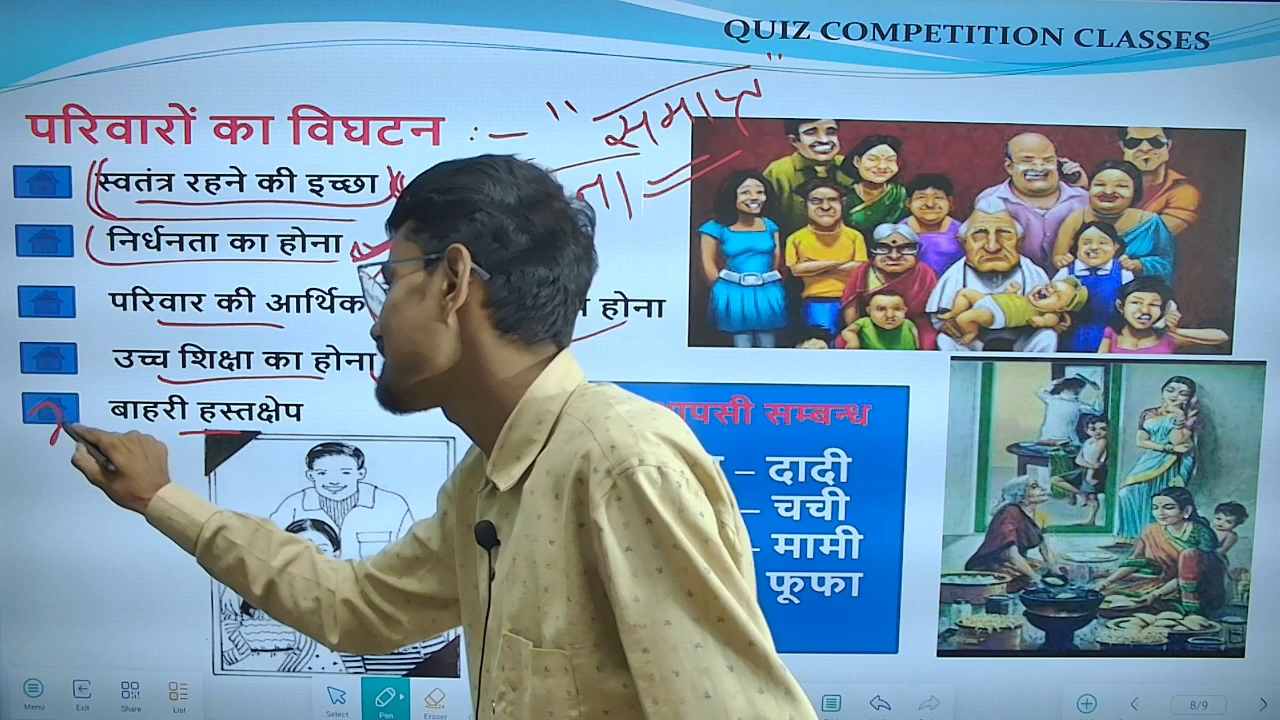 QUIZ COMPETITION CLASSES
परिवारों का विघटन :-
स्वतंत्र रहने की इच्छा
निर्धनता का होना
परिवार की आर्थिक होना
उच्च शिक्षा का होना
बाहरी हस्तक्षेप
सम्बन्ध
– दादी
– चची
- मामी
फूफा
Menu Exit Share List Select Pen Eraser 8/9